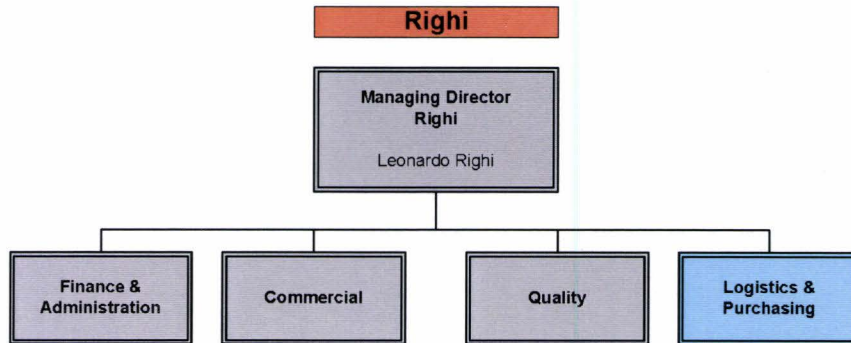 Righi
Managing Director
Righi
Leonardo Righi
Finance &
Administration
Commercial
Quality
Logistics &
Purchasing